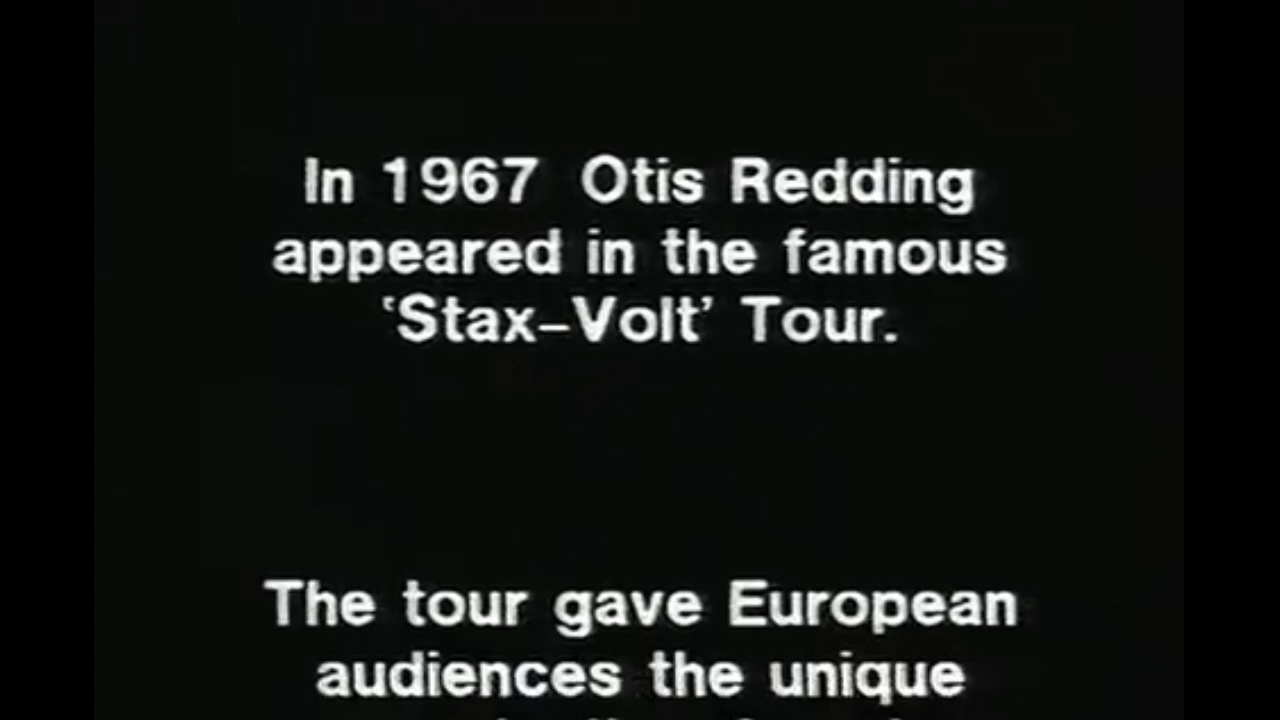 In 1967 Otis Redding
appeared in the famous
‘Stax–Volt’ Tour.
The tour gave European
audiences the unique